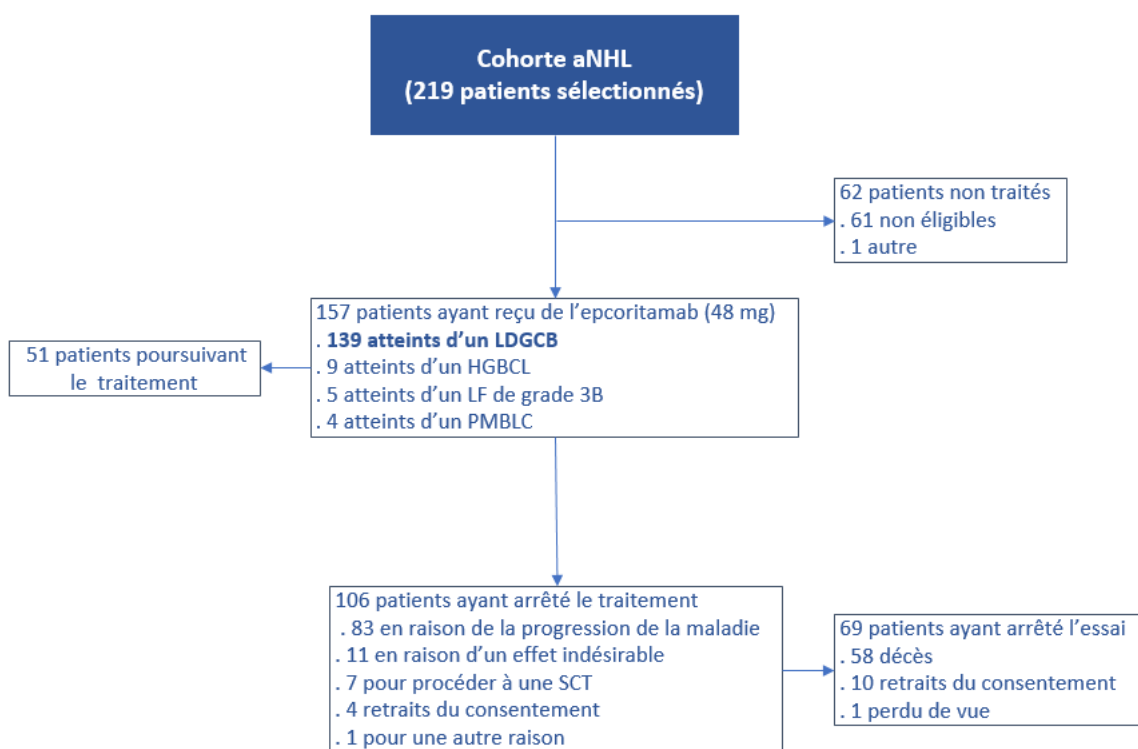 Cohorte aNHL
(219 patients sélectionnés)
62 patients non traités
. 61 non éligibles
. 1 autre
157 patients ayant reçu de l'epcoritamab (48 mg)
. 139 atteints d'un LDGCB
. 9 atteints d'un HGBCL
. 5 atteints d'un LF de grade 3B
. 4 atteints d'un PMBLC
51 patients poursuivant
le traitement
106 patients ayant arrêté le traitement
. 83 en raison de la progression de la maladie
. 11 en raison d'un effet indésirable
. 7 pour procéder à une SCT
. 4 retraits du consentement
. 1 pour une autre raison
69 patients ayant arrêté l'essai
. 58 décès
. 10 retraits du consentement
. 1 perdu de vue